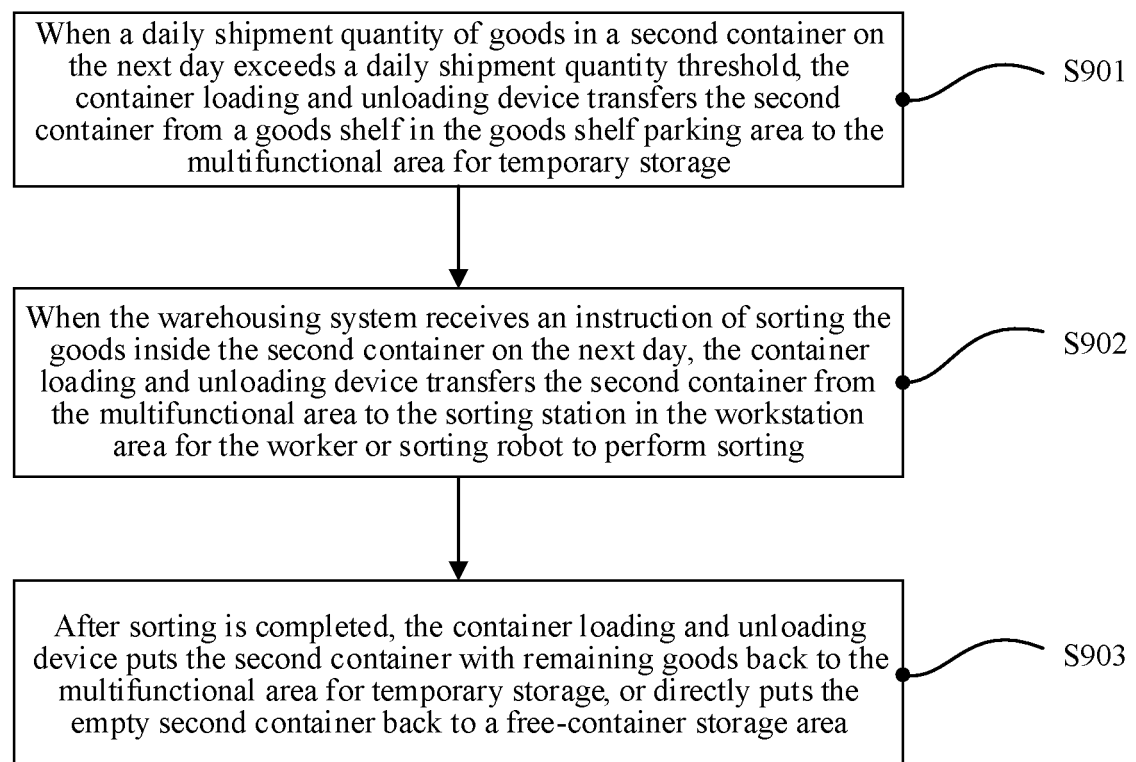 When a daily shipment quantity of goods in a second container on
the next day exceeds a daily shipment quantity threshold, the
container loading and unloading device transfers the second
container from a goods shelf in the goods shelf parking area to the
multifunctional area for temporary storage
S901
When the warehousing system receives an instruction of sorting the
goods inside the second container on the next day, the container
loading and unloading device transfers the second container from
the multifunctional area to the sorting station in the workstation
area for the worker or sorting robot to perform sorting
S902
After sorting is completed, the container loading and unloading
device puts the second container with remaining goods back to the
multifunctional area for temporary storage, or directly puts the
empty second container back to a free-container storage area
S903